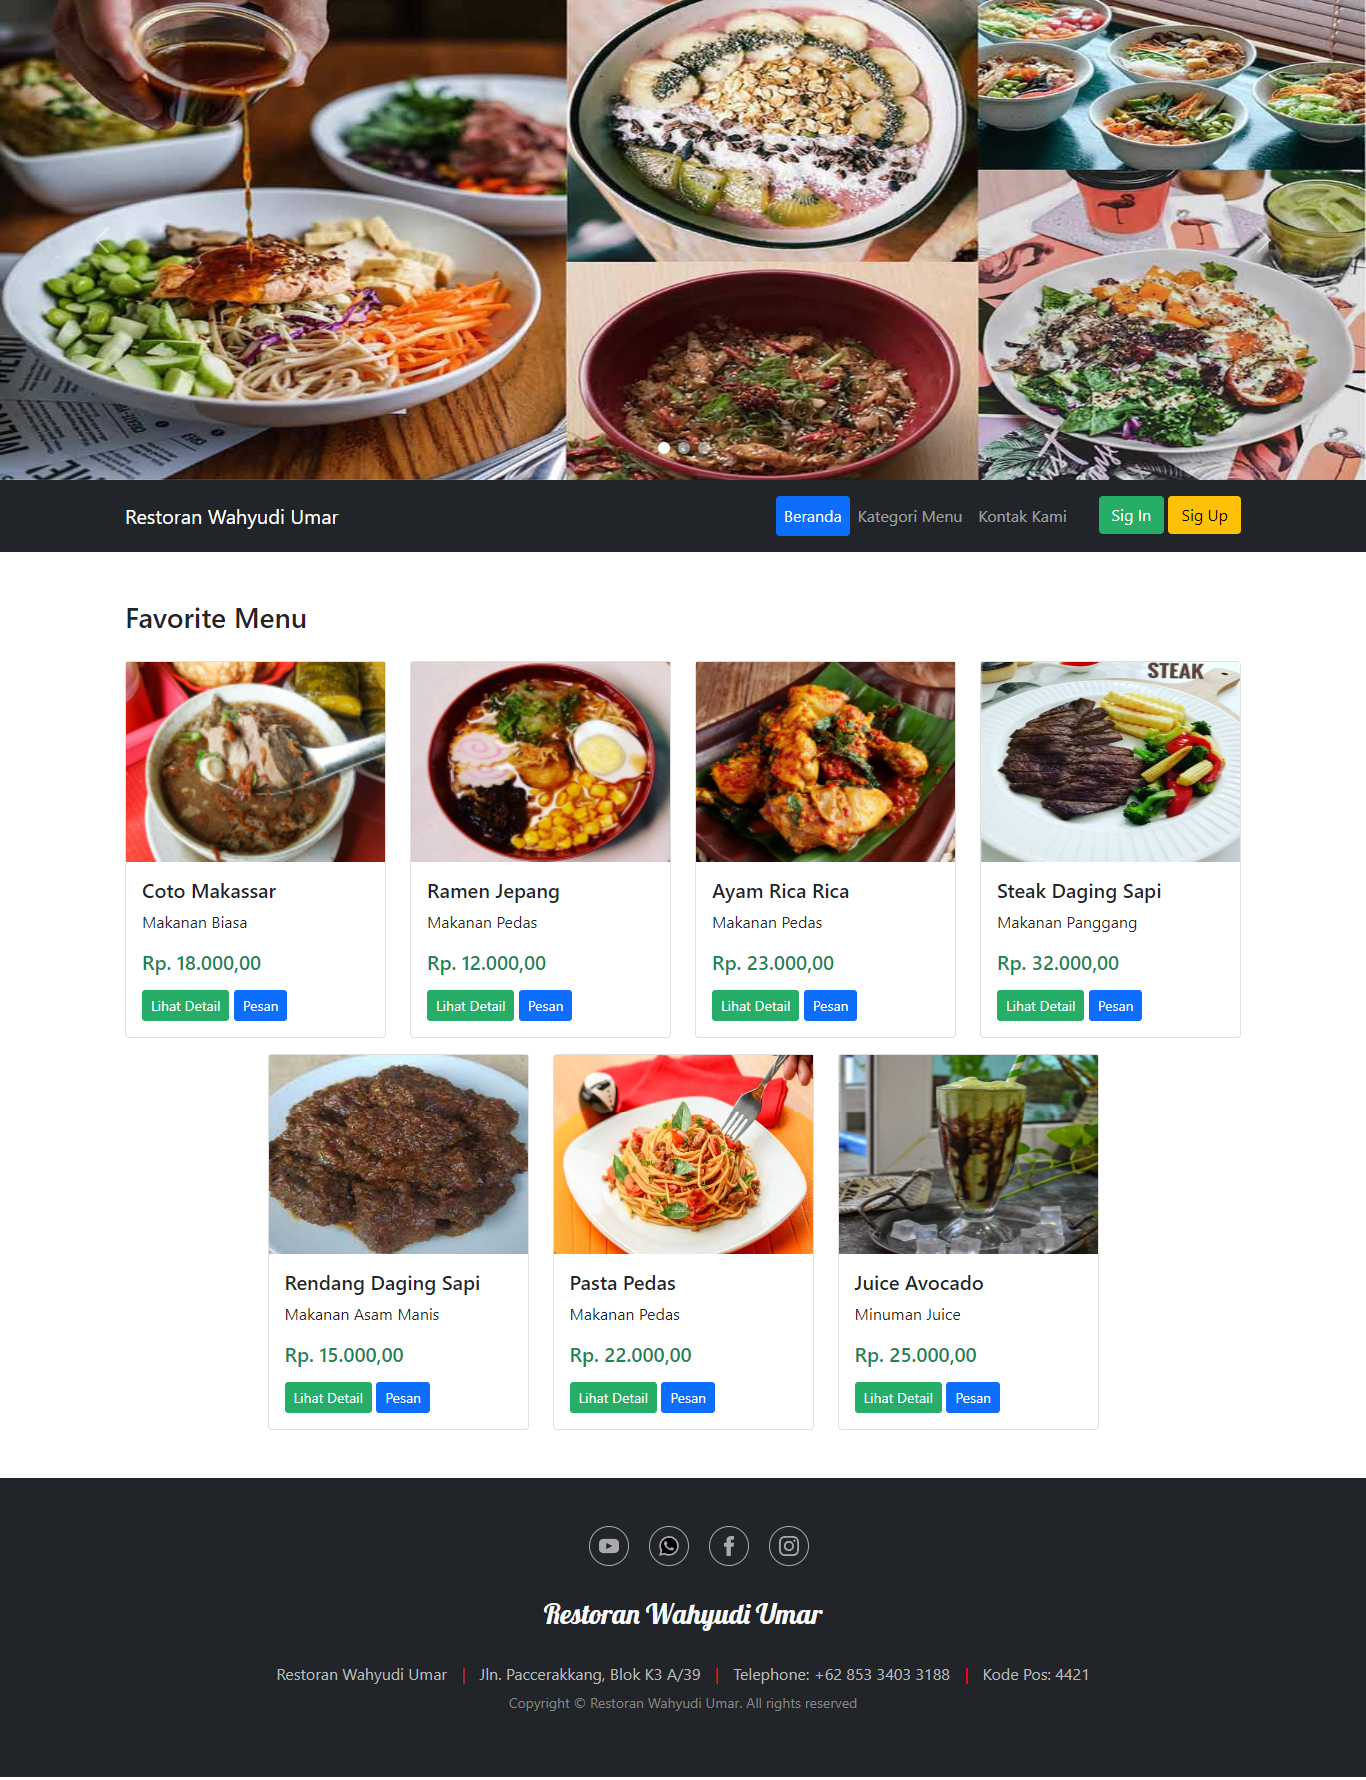 Restoran Wahyudi Umar
Beranda Kategori Menu Kontak Kami Sig In Sig Up
Favorite Menu
STEAK
Coto Makassar
Makanan Biasa
Rp. 18.000,00
Lihat Detail Pesan
Ramen Jepang
Makanan Pedas
Rp. 12.000,00
Lihat Detail Pesan
Ayam Rica Rica
Makanan Pedas
Rp. 23.000,00
Lihat Detail Pesan
Steak Daging Sapi
Makanan Panggang
Rp. 32.000,00
Lihat Detail Pesan
Rendang Daging Sapi
Makanan Asam Manis
Rp. 15.000,00
Lihat Detail Pesan
Pasta Pedas
Makanan Pedas
Rp. 22.000,00
Lihat Detail Pesan
Juice Avocado
Minuman Juice
Rp. 25.000,00
Lihat Detail Pesan
Restoran Wahyudi Umar
Restoran Wahyudi Umar | Jln. Paccerakkang, Blok K3 A/39 | Telephone: +62 853 3403 3188 | Kode Pos: 4421
Copyright © Restoran Wahyudi Umar. All rights reserved